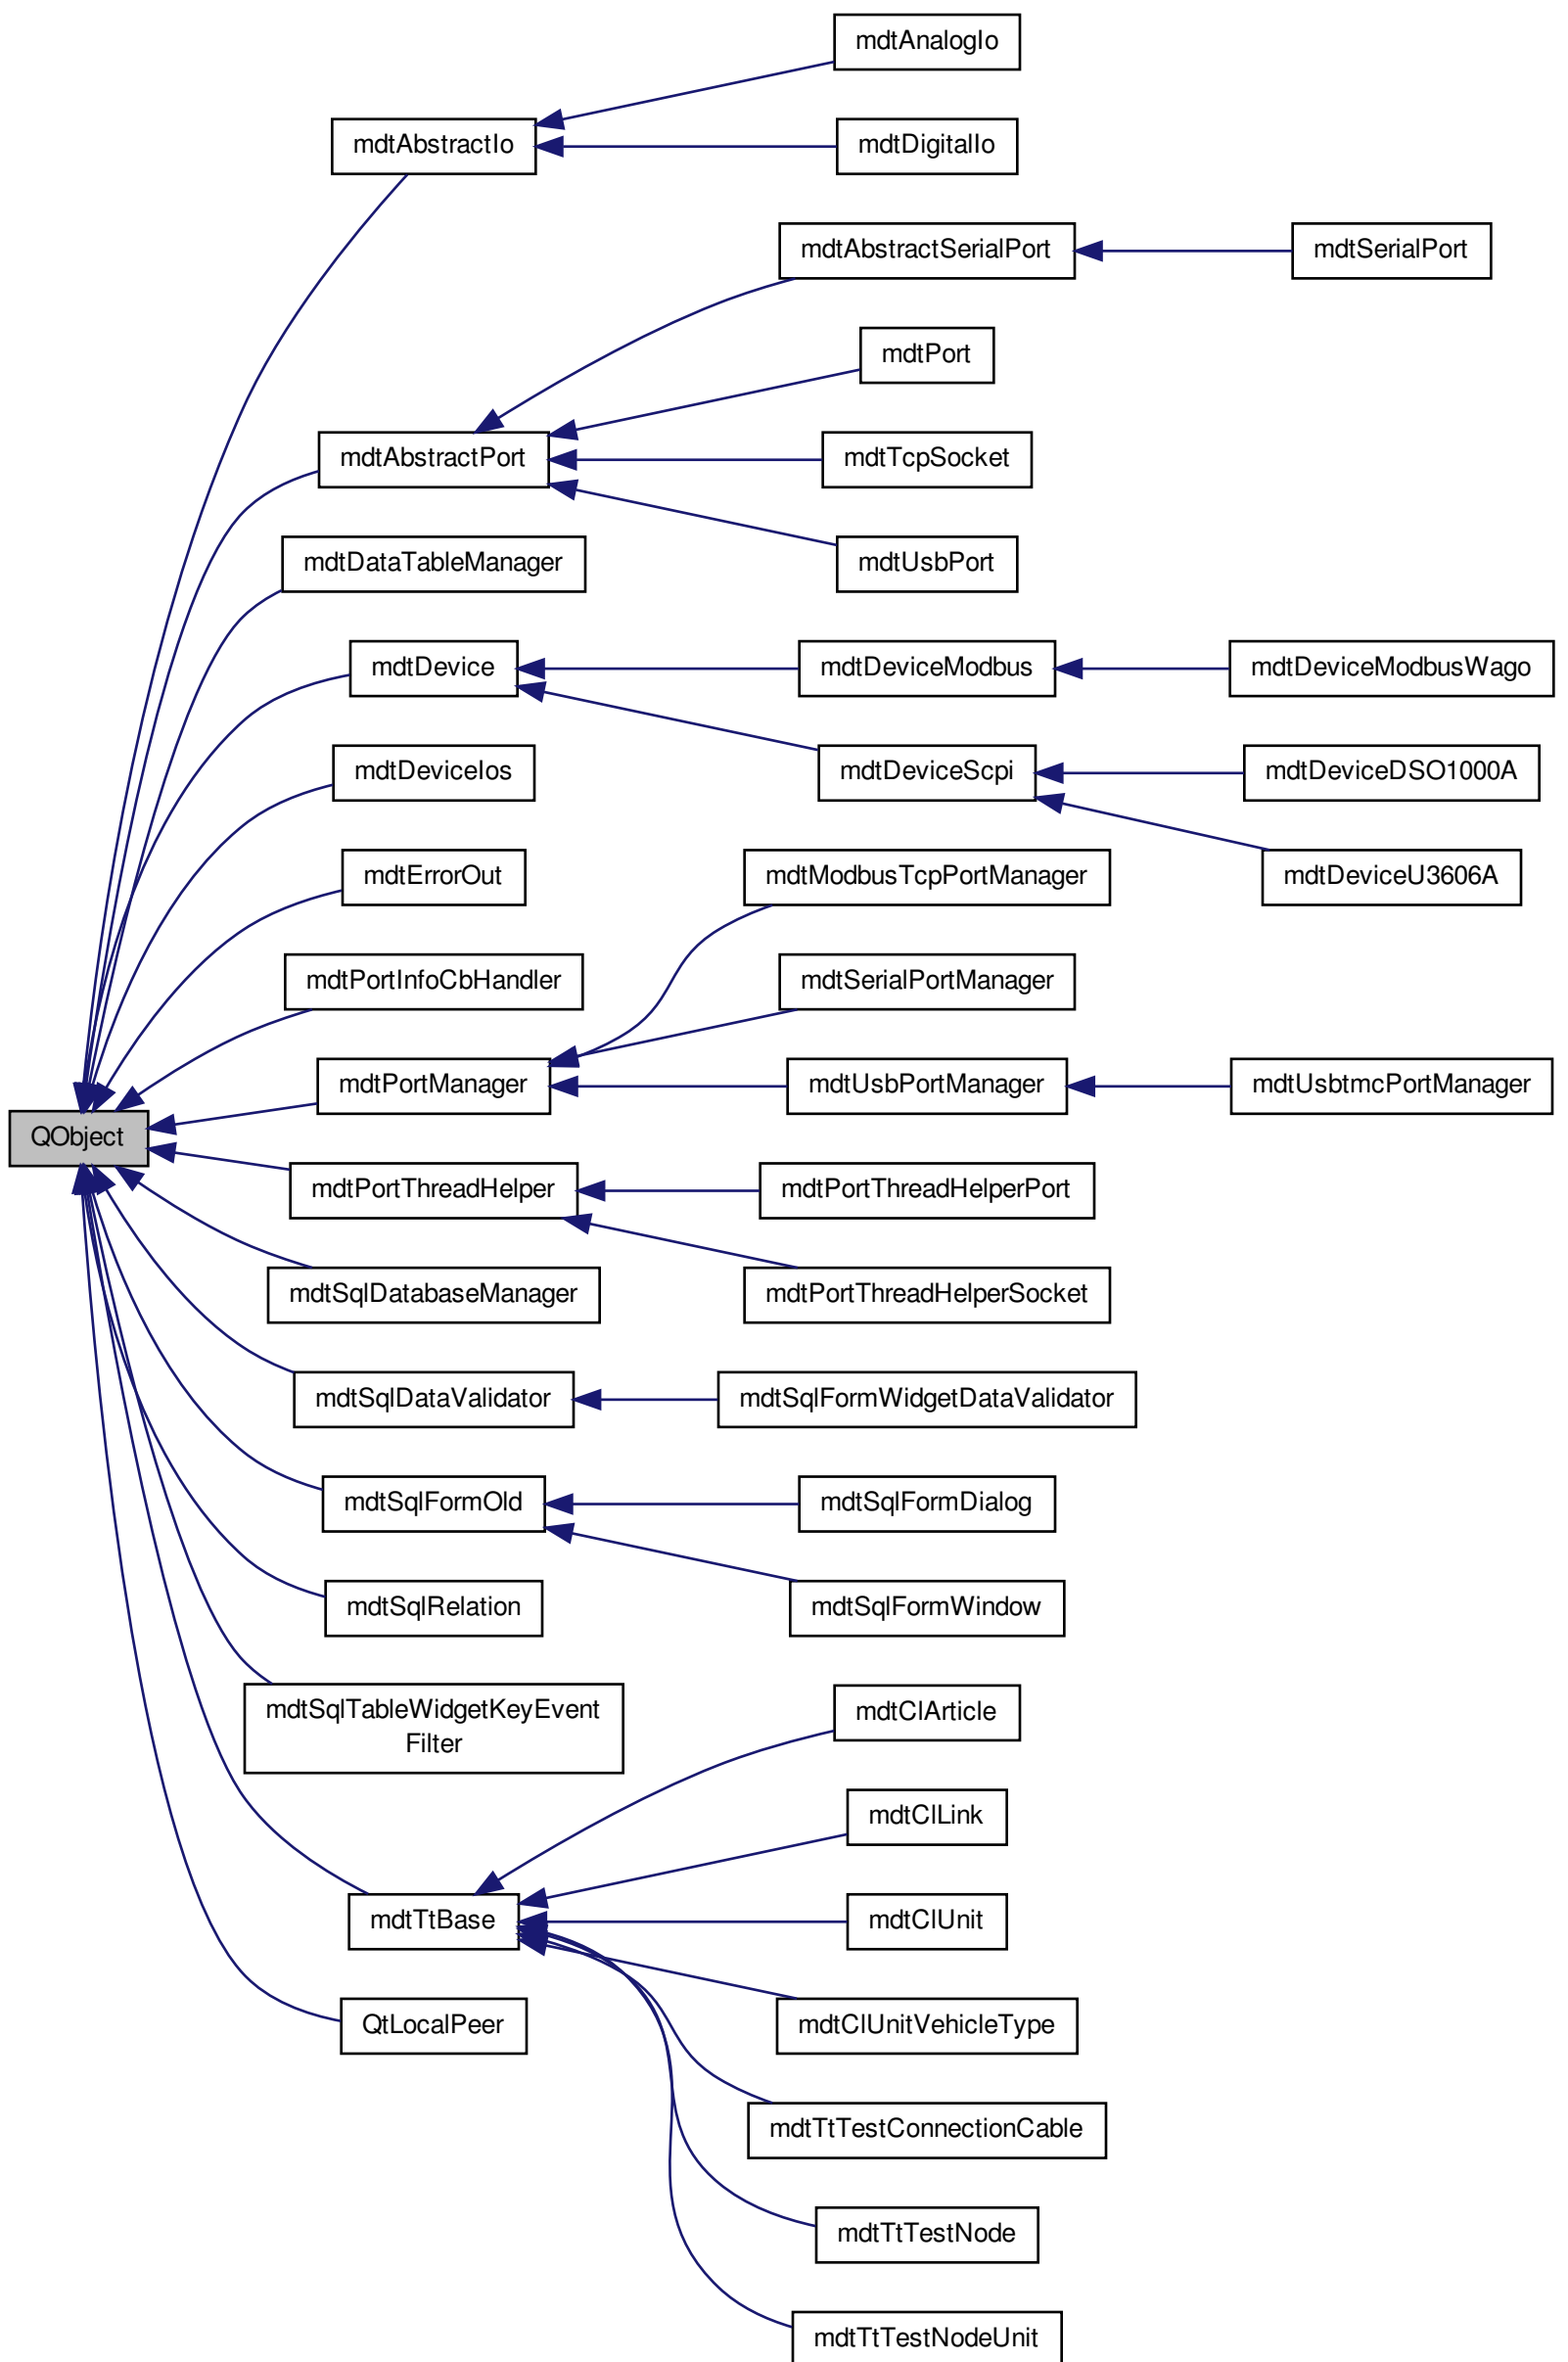 mdtAnalogIo
mdtAbstractIo
mdtDigitalIo
mdtAbstractSerialPort
mdtSerialPort
mdtPort
mdtAbstractPort
mdtTcpSocket
mdtDataTableManager
mdtUsbPort
mdtDevice
mdtDeviceModbus
mdtDeviceModbusWago
mdtDeviceIos
mdtDeviceScpi
mdtDeviceDSO1000A
mdtErrorOut
mdtModbusTcpPortManager
mdtDeviceU3606A
mdtPortInfoCbHandler
mdtSerialPortManager
mdtPortManager
mdtUsbPortManager
mdtUsbtmcPortManager
QObject
mdtPortThreadHelper
mdtPortThreadHelperPort
mdtSqlDatabaseManager
mdtPortThreadHelperSocket
mdtSqlDataValidator
mdtSqlFormWidgetDataValidator
mdtSqlFormOld
mdtSqlFormDialog
mdtSqlRelation
mdtSqlFormWindow
mdtSqlTableWidgetKeyEvent
Filter
mdtClArticle
mdtClLink
mdtTtBase
mdtClUnit
QtLocalPeer
mdtClUnitVehicleType
mdtTtTestConnectionCable
mdtTtTestNode
mdtTtTestNodeUnit